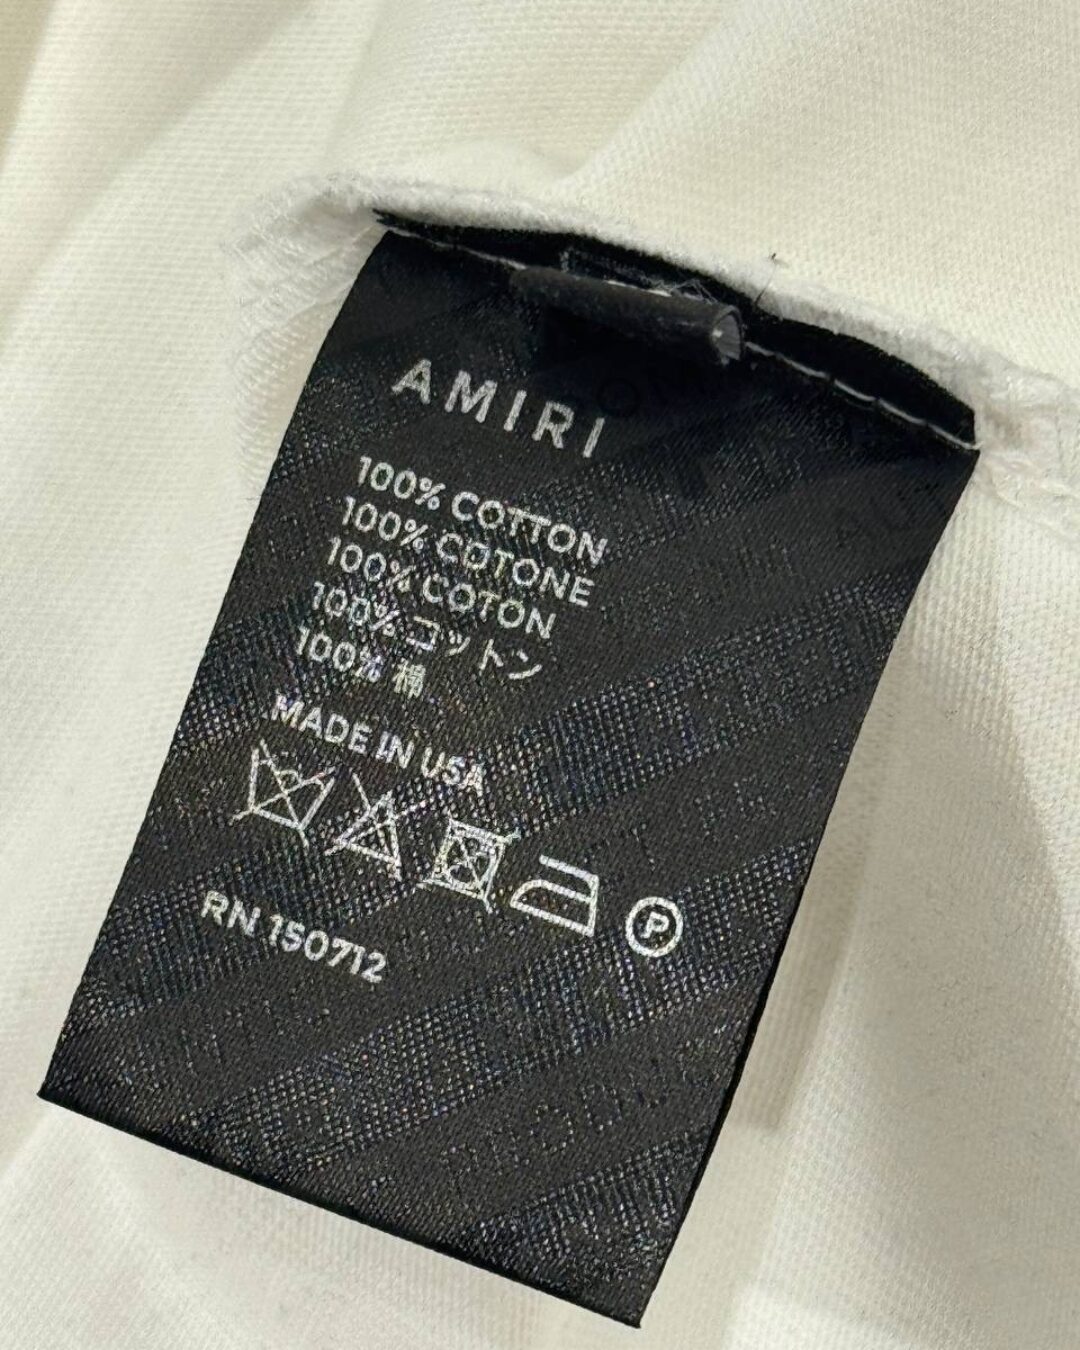 AMIRI
100% COTTON
100% COTONE
100% COTON
100% コットン
100% 棉
MADE IN USA
P
RN 150712